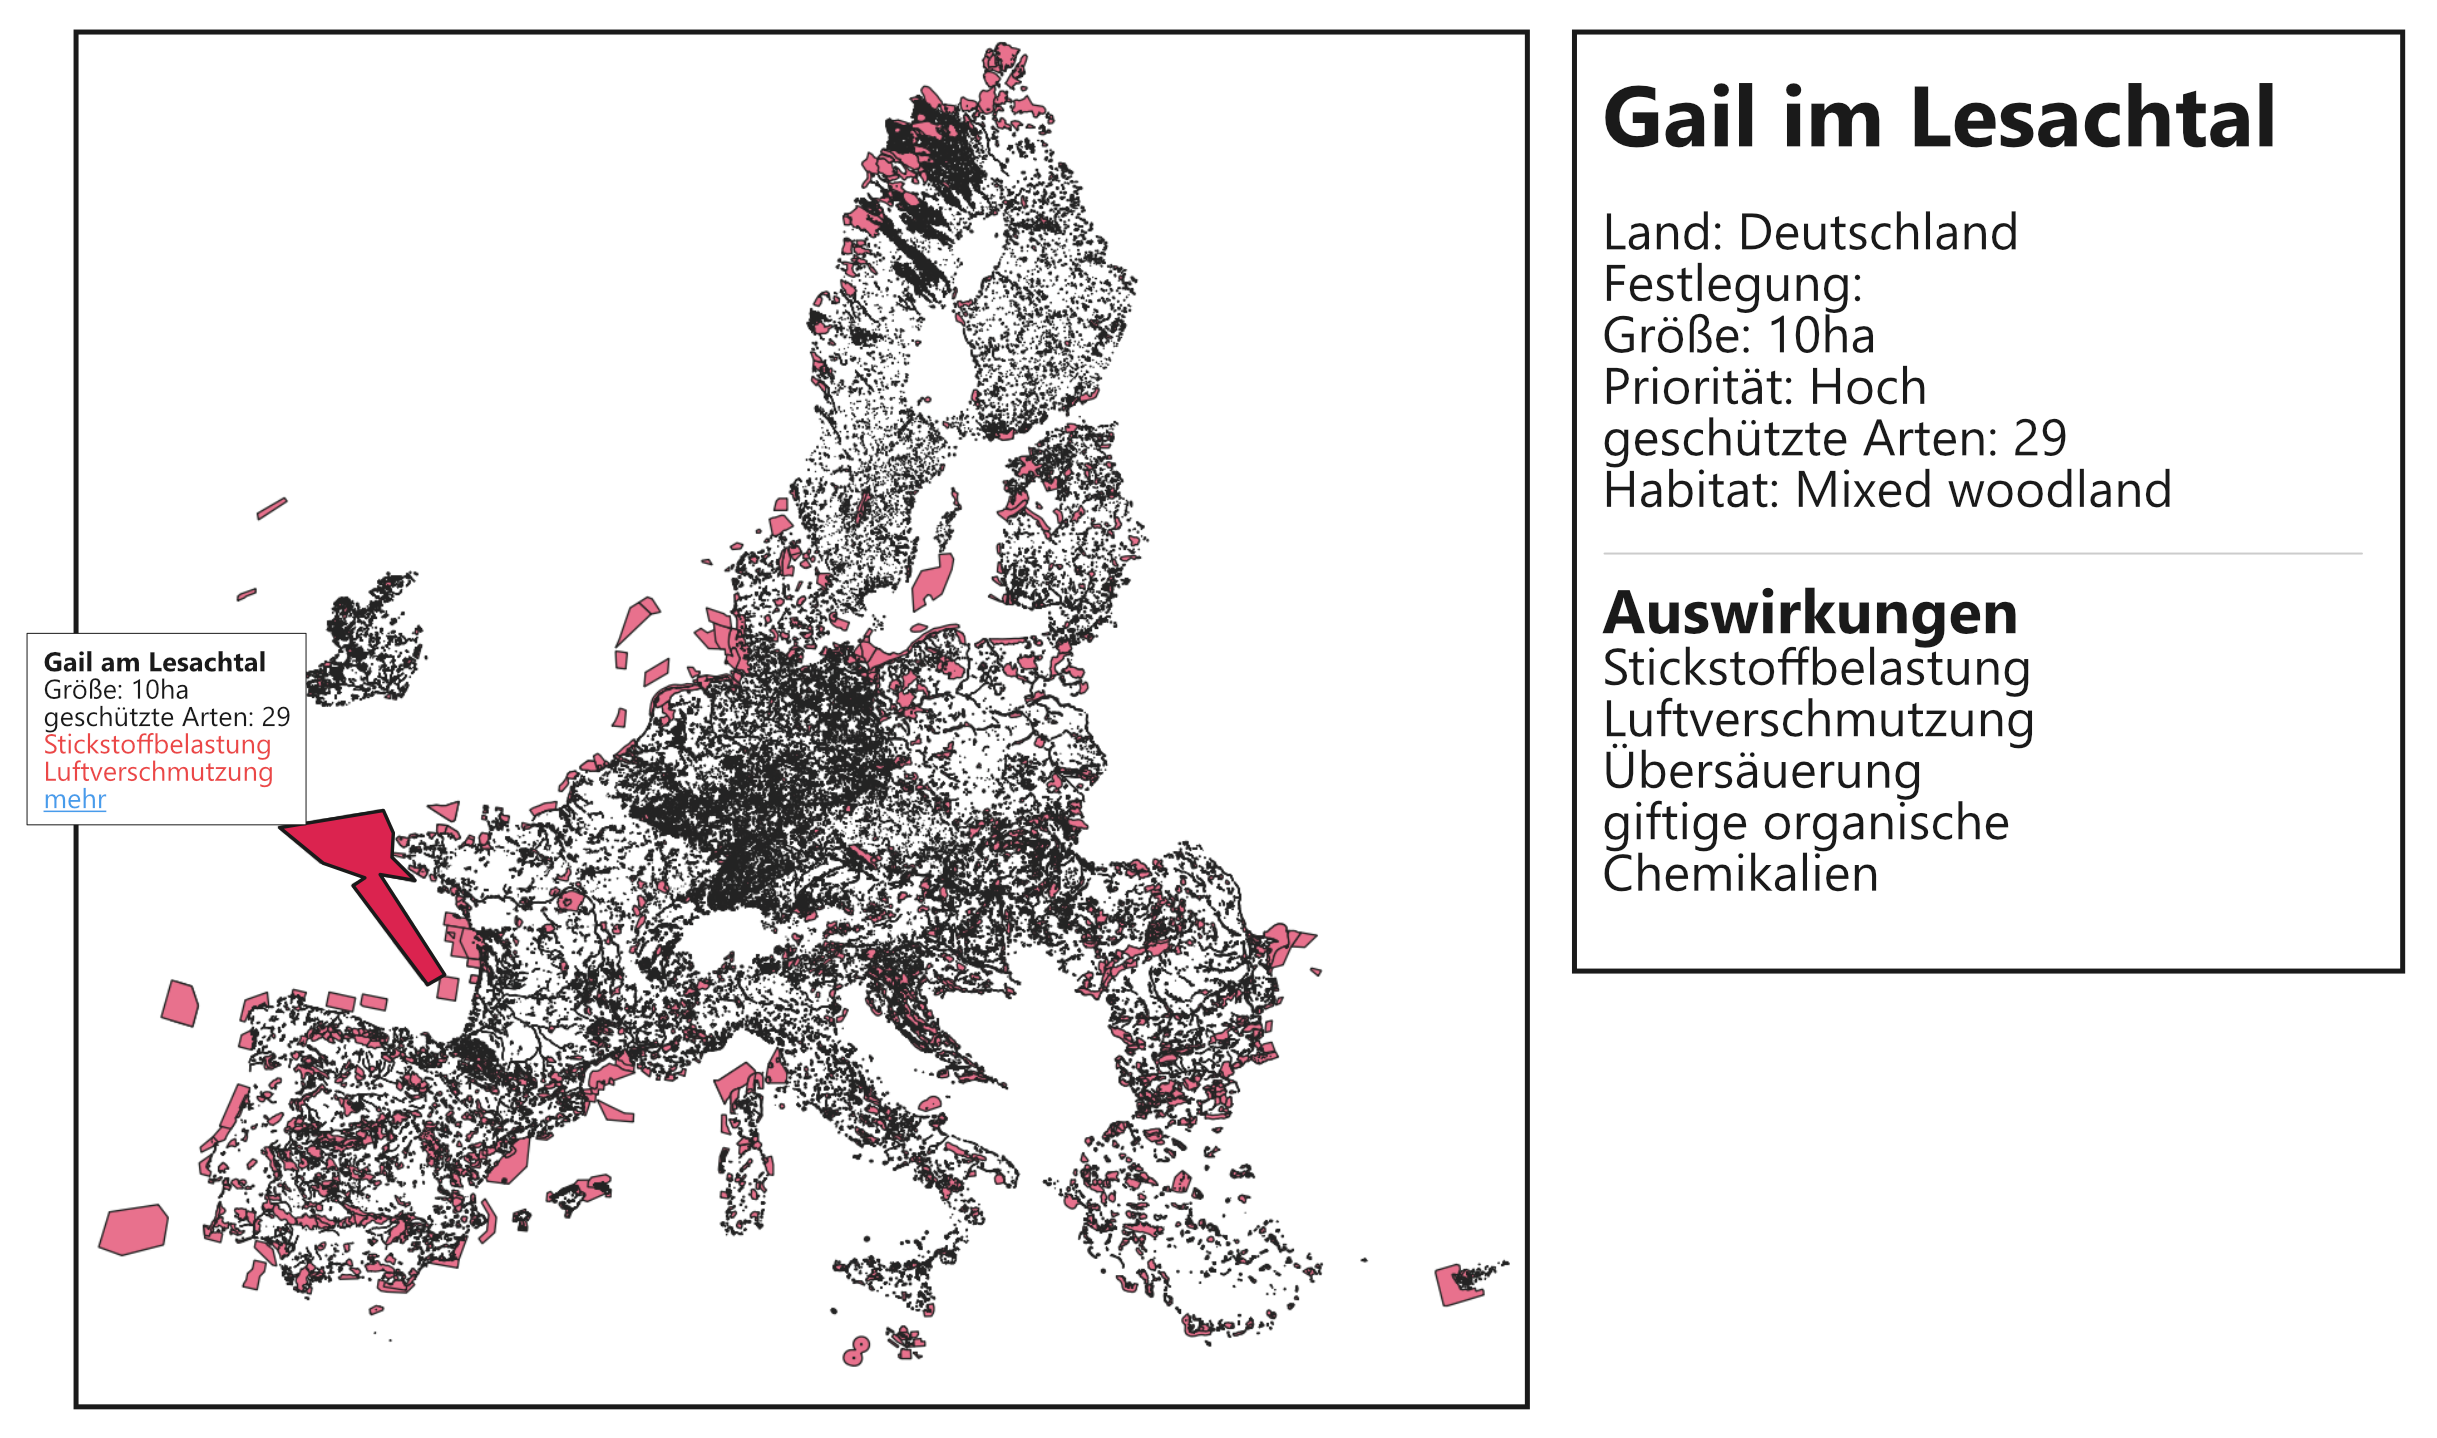 Gail im Lesachtal
Land: Deutschland
Festlegung:
Größe: 10ha
Priorität: Hoch
geschützte Arten: 29
Habitat: Mixed woodland
Auswirkungen
Stickstoffbelastung
Luftverschmutzung
Übersäuerung
giftige organische
Chemikalien
Gail am Lesachtal
Größe: 10ha
geschützte Arten: 29
Stickstoffbelastung
Luftverschmutzung
mehr